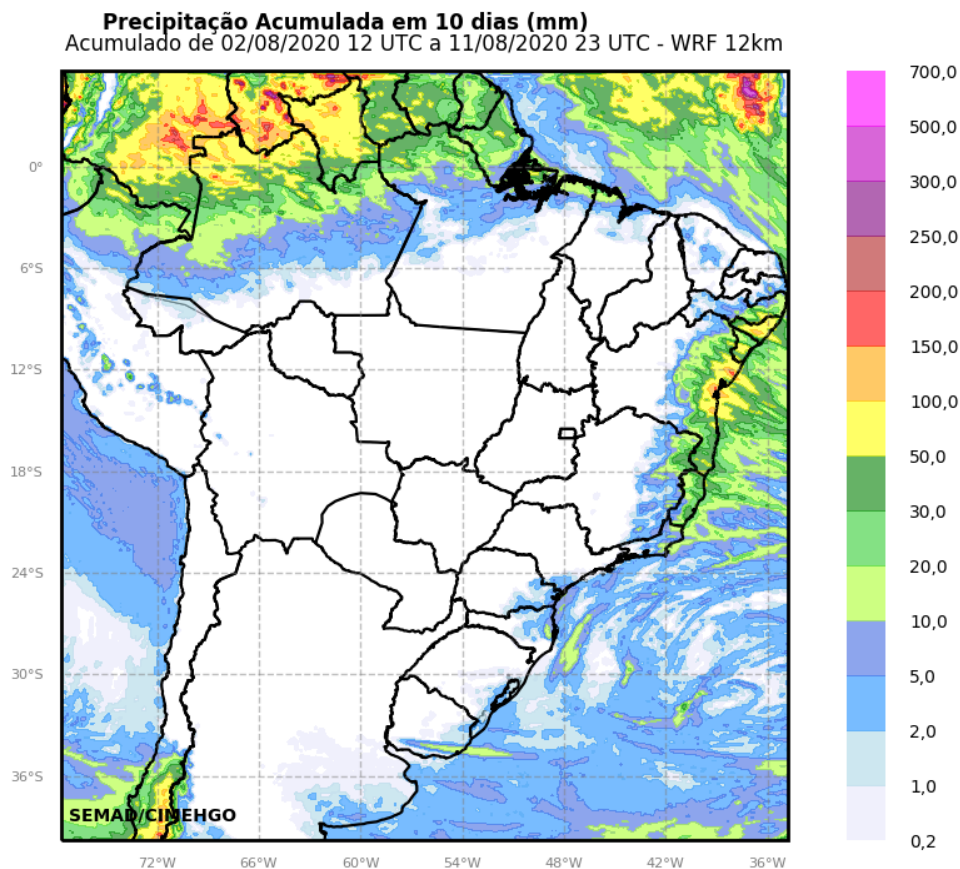 Precipitação Acumulada em 10 dias (mm)
Acumulado de 02/08/2020 12 UTC a 11/08/2020 23 UTC - WRF 12km
700,0
500,0
300,0
250,0
200,0
150,0
100,0
50,0
30,0
20,0
10,0
5,0
2,0
1,0
0,2
0°
6°S
12°S
18°S
24°S
30°S
36°S
SEMAD/CIMEHGO
72°W 66°W 60°W 54°W 48°W 42°W 36°W